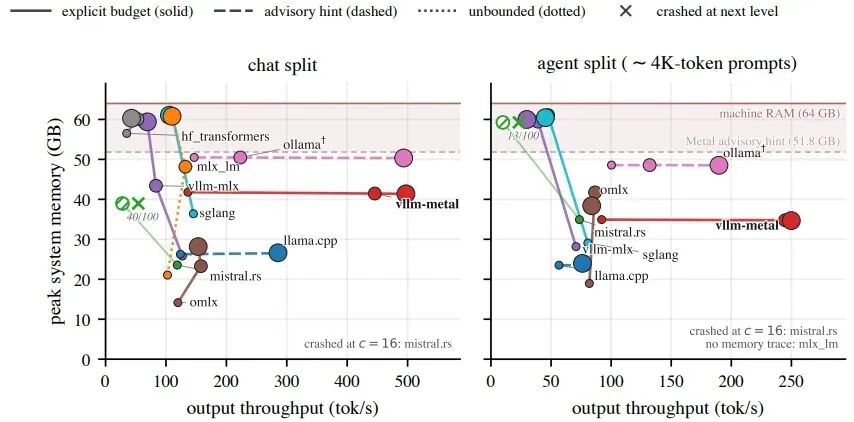 explicit budget (solid) advisory hint (dashed) unbounded (dotted) crashed at next level
chat split
peak system memory (GB)
60
50
40
30
20
10
0
hf_transformers
ollama†
mlx_lm
vllm-mlx
vllm-metal
sglang
40/100
llama.cpp
mistral.rs
omlx
crashed at c = 16: mistral.rs
0 100 200 300 400 500
output throughput (tok/s)
agent split ( ~ 4K-token prompts)
machine RAM (64 GB)
13/100
Metal advisory hint (51.8 GB)
ollama†
omlx
vllm-metal
mistral.rs
vllm-mlx
sglang
llama.cpp
crashed at c = 16: mistral.rs
no memory trace: mlx_lm
0 50 100 150 200 250
output throughput (tok/s)